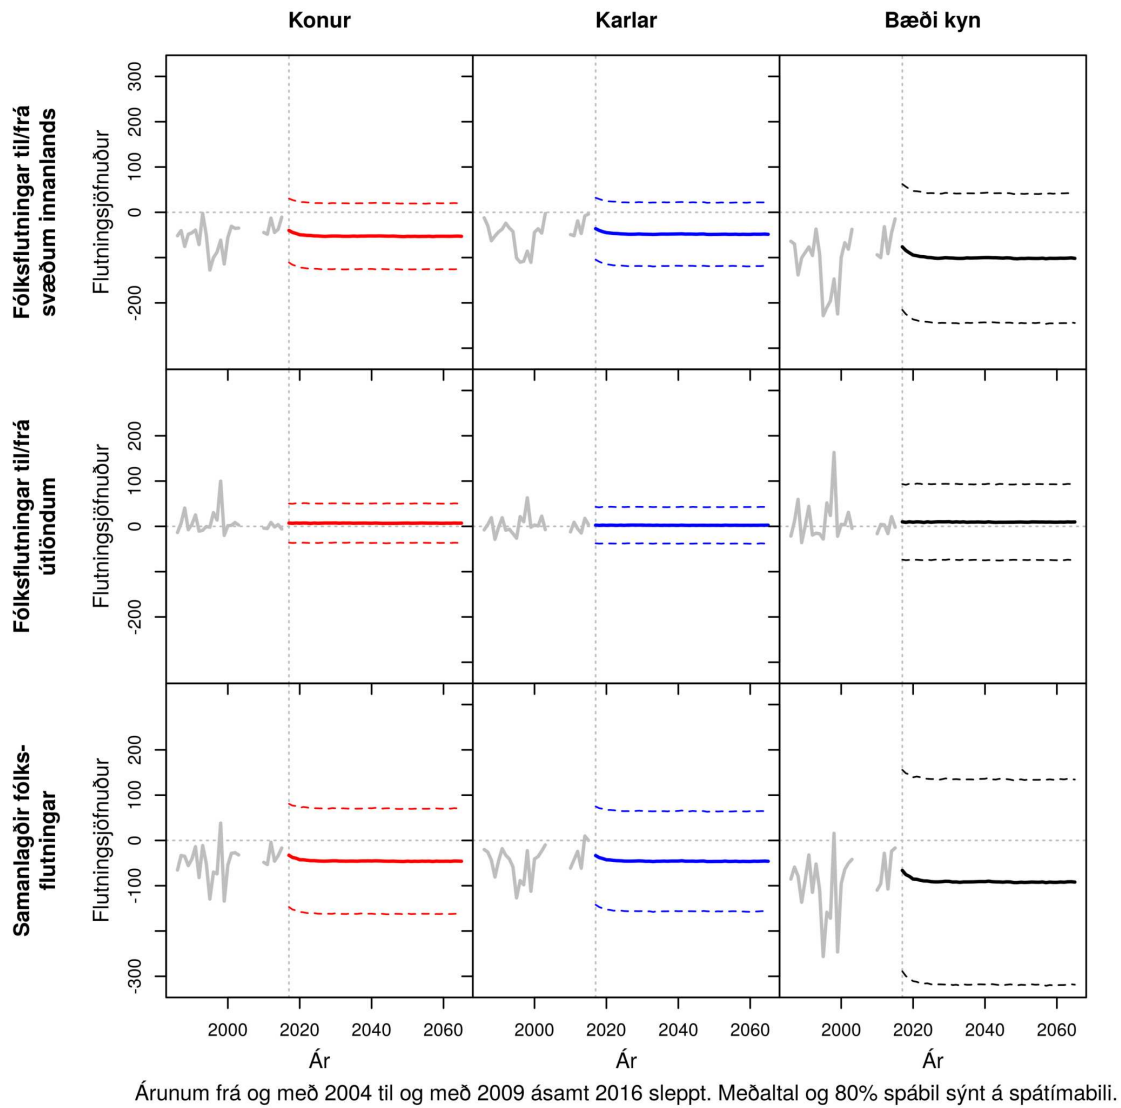 Konur
Karlar
Bæði kyn
Fólksflutningar til/frá
svæðum innanlands
Flutningsjöfnuður
300
200
100
0
-200
Fólksflutningar til/frá
útlöndum
Flutningsjöfnuður
200
100
0
-200
Samanlagðir fólks-
flutningar
Flutningsjöfnuður
200
100
0
-100
-300
2000 2020 2040 2060
2000 2020 2040 2060
2000 2020 2040 2060
Ár
Ár
Ár
Árunum frá og með 2004 til og með 2009 ásamt 2016 sleppt. Meðaltal og 80% spábil sýnt á spátímabili.